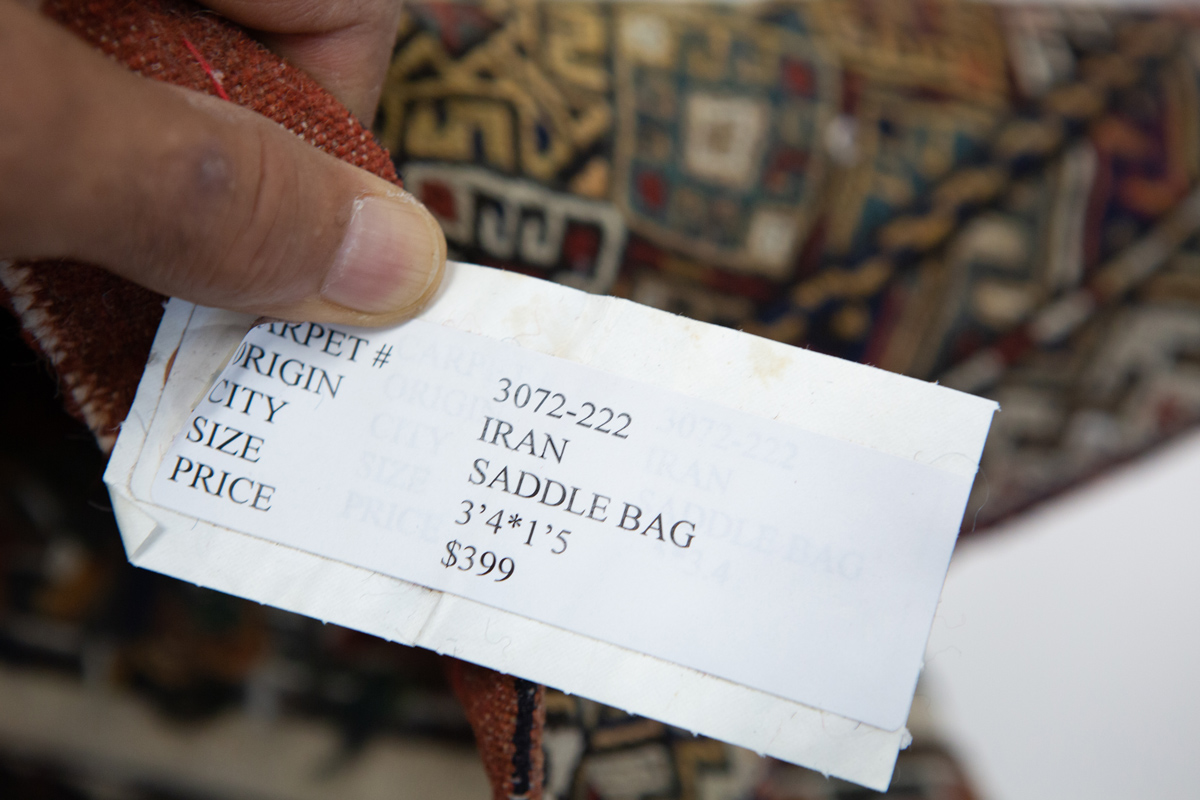 ARPET # 3072-222
ORIGIN IRAN
CITY SADDLE BAG
SIZE 3’4*1’5
PRICE $399